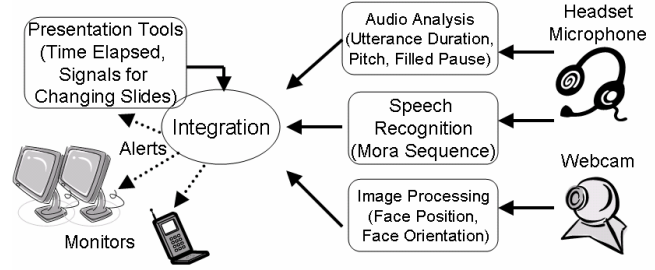 Presentation Tools
(Time Elapsed,
Signals for
Changing Slides)
Integration
Alerts
Monitors
Audio Analysis
(Utterance Duration,
Pitch, Filled Pause)
Speech
Recognition
(Mora Sequence)
Image Processing
(Face Position,
Face Orientation)
Headset
Microphone
Webcam